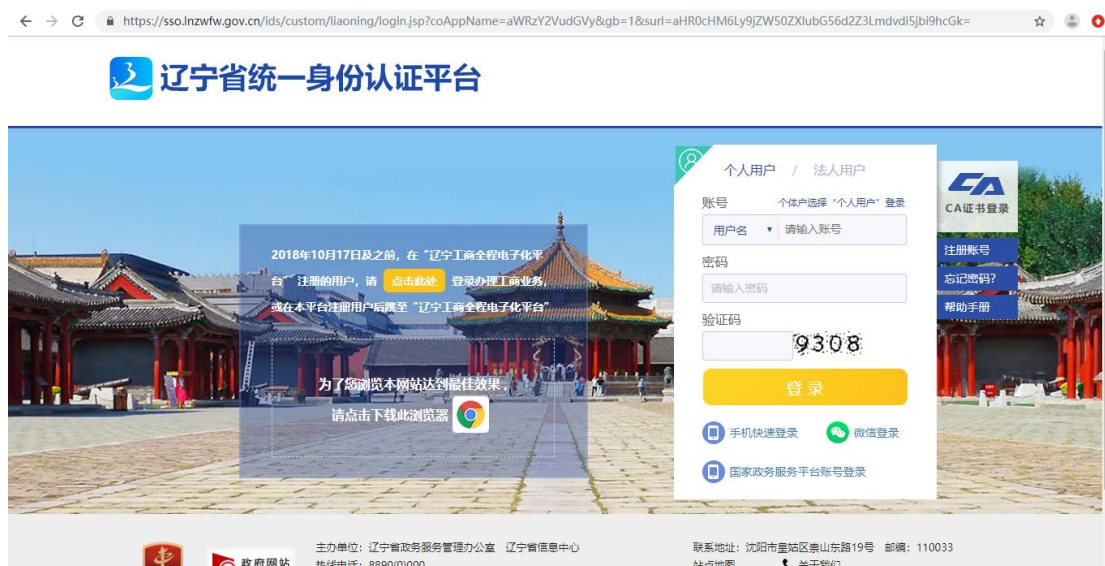 https://sso.lnzwfw.gov.cn/ids/custom/liaoning/login.jsp?coAppName=aWRzY2VudGVy&gb=1&surl=aHR0cHM6Ly9jZW50ZXIubG56d2Z3Lmdvdi5jbi9hcGk=
辽宁省统一身份认证平台
2018年10月17日及之前，在“辽宁工商全程电子化平
台”注册的用户，请 点击此处 登录办理工商业务，
或在本平台注册用户后跳至“辽宁工商全程电子化平台”
为了您浏览本网站达到最佳效果，
请点击下载此浏览器
个人用户 / 法人用户
账号 个体户选择“个人用户”登录
用户名 请输入账号
密码
请输入密码
验证码
9308
登录
手机快速登录 微信登录
国家政务服务平台账号登录
CA
CA证书登录
注册账号
忘记密码?
帮助手册
政府网站
主办单位：辽宁省政务服务管理办公室 辽宁省信息中心
联系地址：沈阳市皇姑区崇山东路19号 邮编：110033